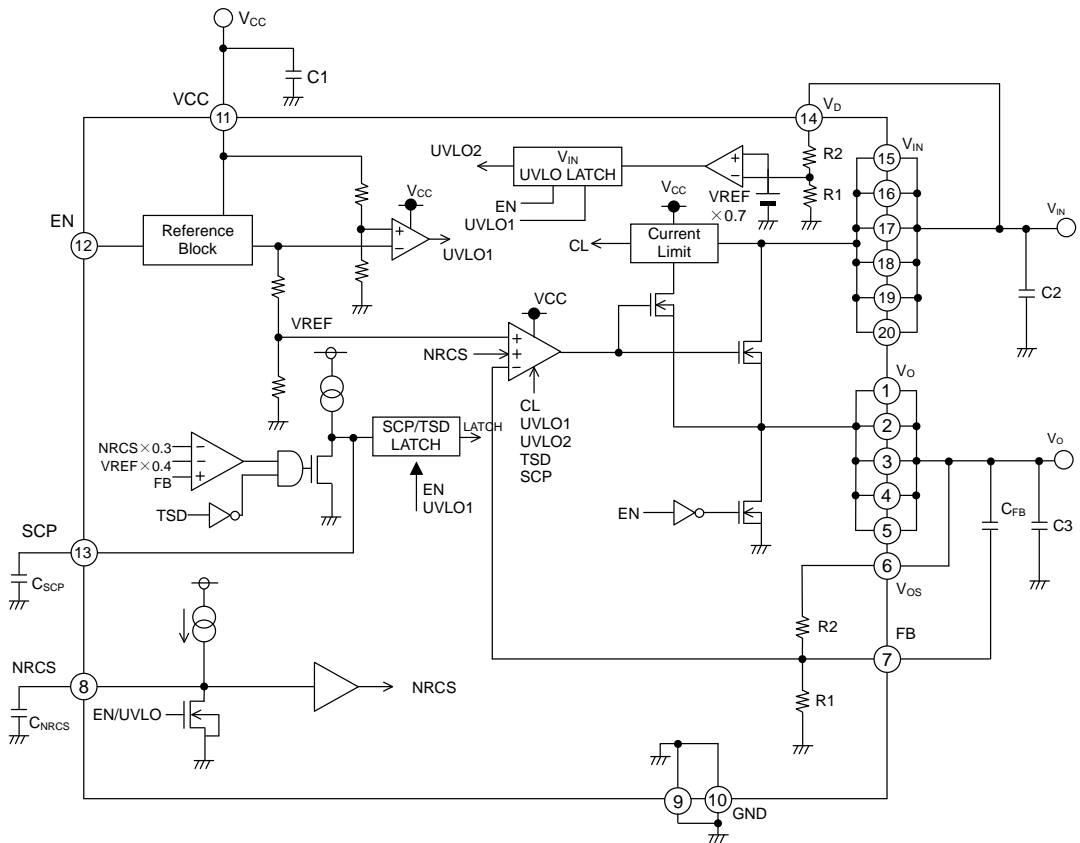 VCC
C1
VCC
11
VD
14
UVLO2
VIN
UVLO LATCH
EN
UVLO1
VREF
×0.7
R2
R1
VIN
15
16
17
18
19
20
VIN
C2
EN
12
Reference
Block
VCC
UVLO1
VCC
CL
Current
Limit
VREF
VCC
NRCS
CL
UVLO1
UVLO2
TSD
SCP
VO
1
2
3
4
5
VO
CFB
C3
NRCS×0.3
VREF×0.4
FB
TSD
SCP/TSD
LATCH
LATCH
EN
UVLO1
EN
SCP
13
CSCP
6
VOS
R2
FB
7
R1
NRCS
8
CNRCS
EN/UVLO
NRCS
9
10
GND